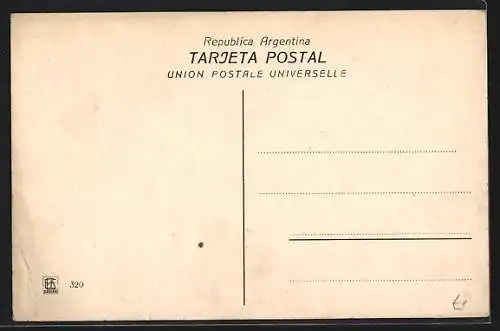 Republica Argentina
TARJETA POSTAL
UNION POSTALE UNIVERSELLE
320